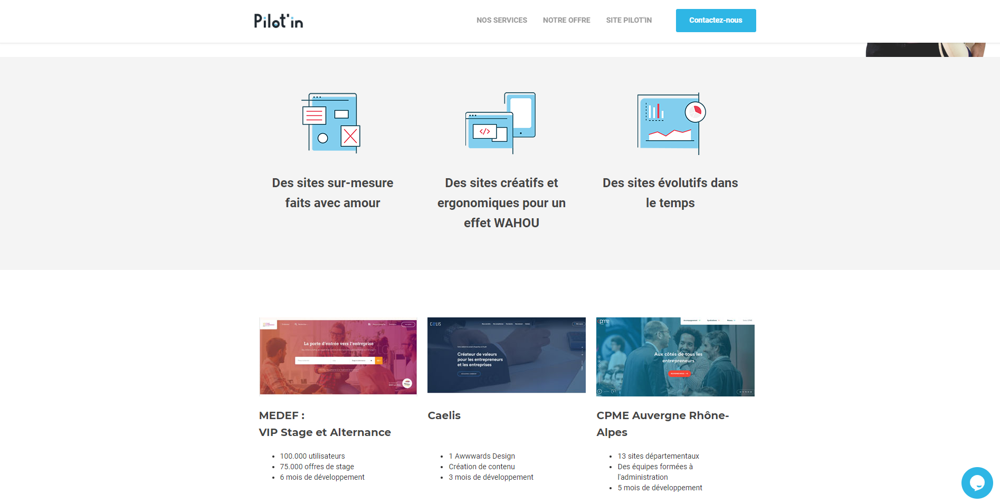 Pilot'in
NOS SERVICES
NOTRE OFFRE
SITE PILOT'IN
Contactez-nous
Des sites sur-mesure
faits avec amour
Des sites créatifs et
ergonomiques pour un
effet WAHOU
Des sites évolutifs dans
le temps
La porte d'entrée vers l'entreprise
CÆLIS
Créateur de valeurs
pour les entrepreneurs
et les entreprises
cpme
Accompagnement
Syndicalisme
Réseau
Aux côtés de tous les
entrepreneurs
MEDEF :
VIP Stage et Alternance
100.000 utilisateurs
75.000 offres de stage
6 mois de développement
Caelis
1 Awwwards Design
Création de contenu
3 mois de développement
CPME Auvergne Rhône-
Alpes
13 sites départementaux
Des équipes formées à
l'administration
5 mois de développement